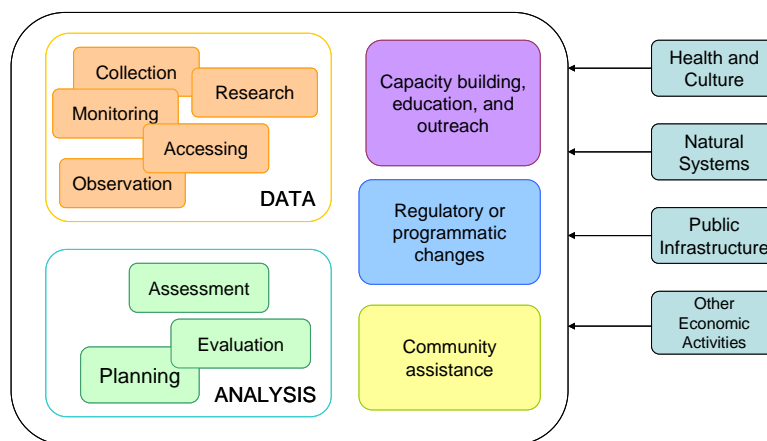 Collection
Research
Monitoring
Accessing
Observation
DATA
Assessment
Evaluation
Planning
ANALYSIS
Capacity building,
education, and
outreach
Regulatory or
programmatic
changes
Community
assistance
Health and
Culture
Natural
Systems
Public
Infrastructure
Other
Economic
Activities